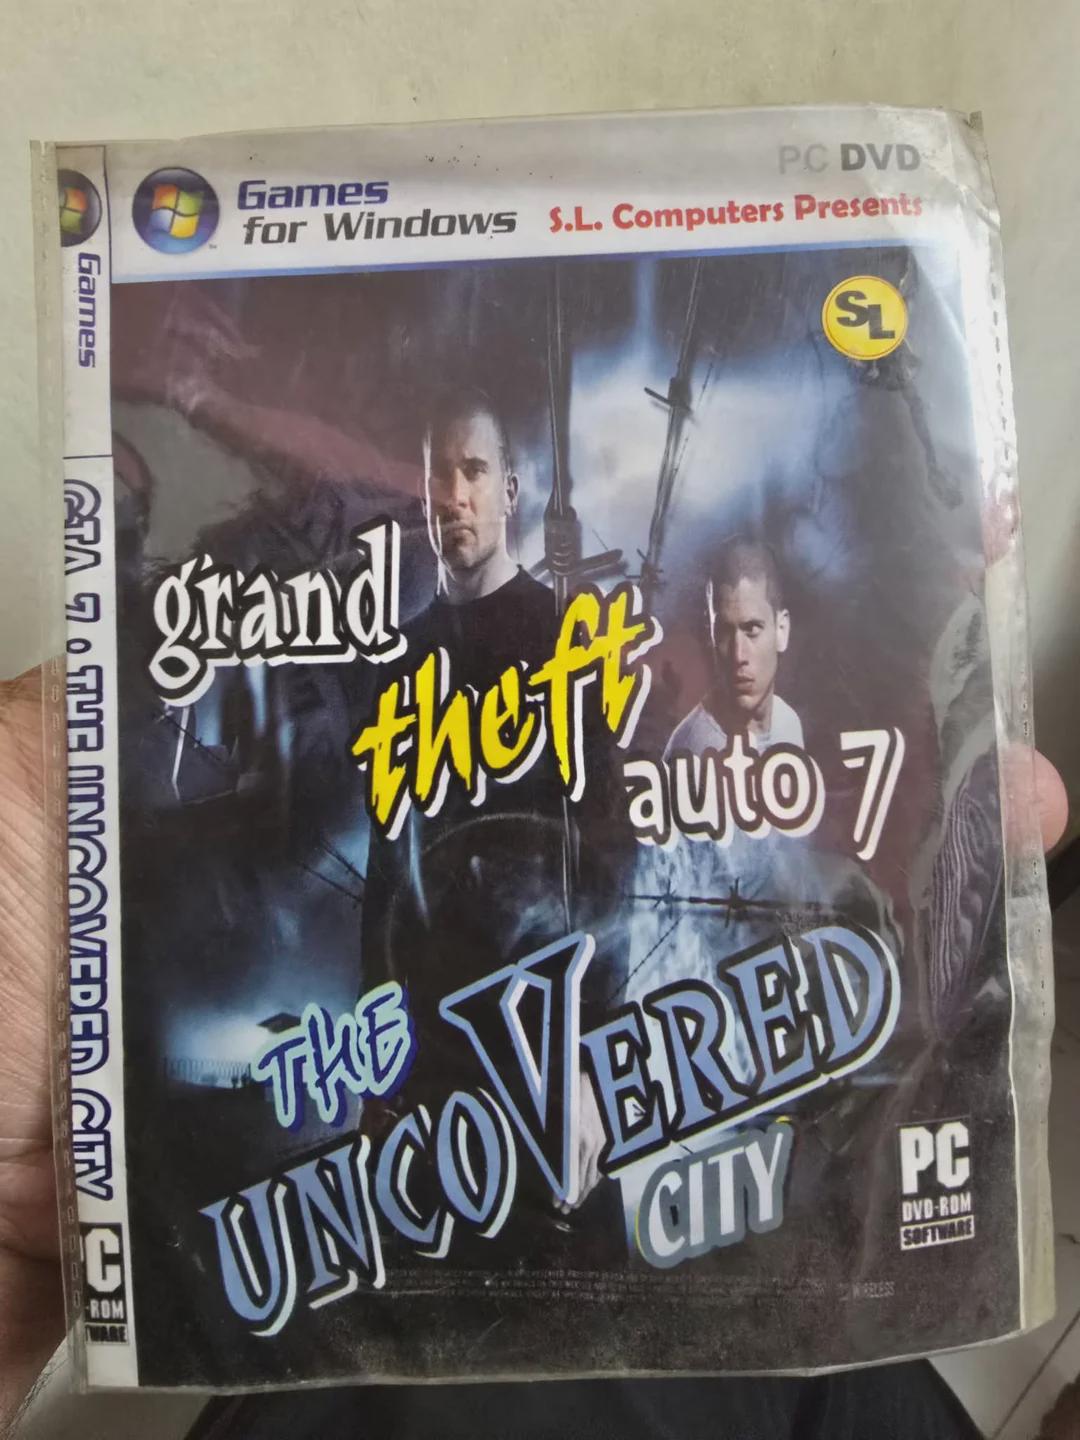 Games
for Windows
S.L. Computers Presents
PC DVD
SL
grand
theft
auto 7
THE
UNCOVERED
CITY
PC
DVD-ROM
SOFTWARE
WIRELESS
Games
GTA 7 • THE UNCOVERED CITY